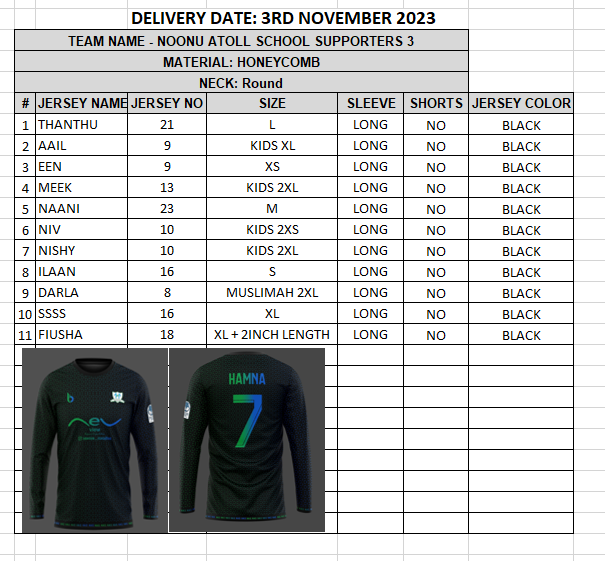 DELIVERY DATE: 3RD NOVEMBER 2023
TEAM NAME - NOONU ATOLL SCHOOL SUPPORTERS 3
MATERIAL: HONEYCOMB
NECK: Round
# JERSEY NAME JERSEY NO SIZE SLEEVE SHORTS JERSEY COLOR
1 THANTHU 21 L LONG NO BLACK
2 AAIL 9 KIDS XL LONG NO BLACK
3 EEN 9 XS LONG NO BLACK
4 MEEK 13 KIDS 2XL LONG NO BLACK
5 NAANI 23 M LONG NO BLACK
6 NIV 10 KIDS 2XS LONG NO BLACK
7 NISHY 10 KIDS 2XL LONG NO BLACK
8 ILAAN 16 S LONG NO BLACK
9 DARLA 8 MUSLIMAH 2XL LONG NO BLACK
10 SSSS 16 XL LONG NO BLACK
11 FIUSHA 18 XL + 2INCH LENGTH LONG NO BLACK
HAMNA
7